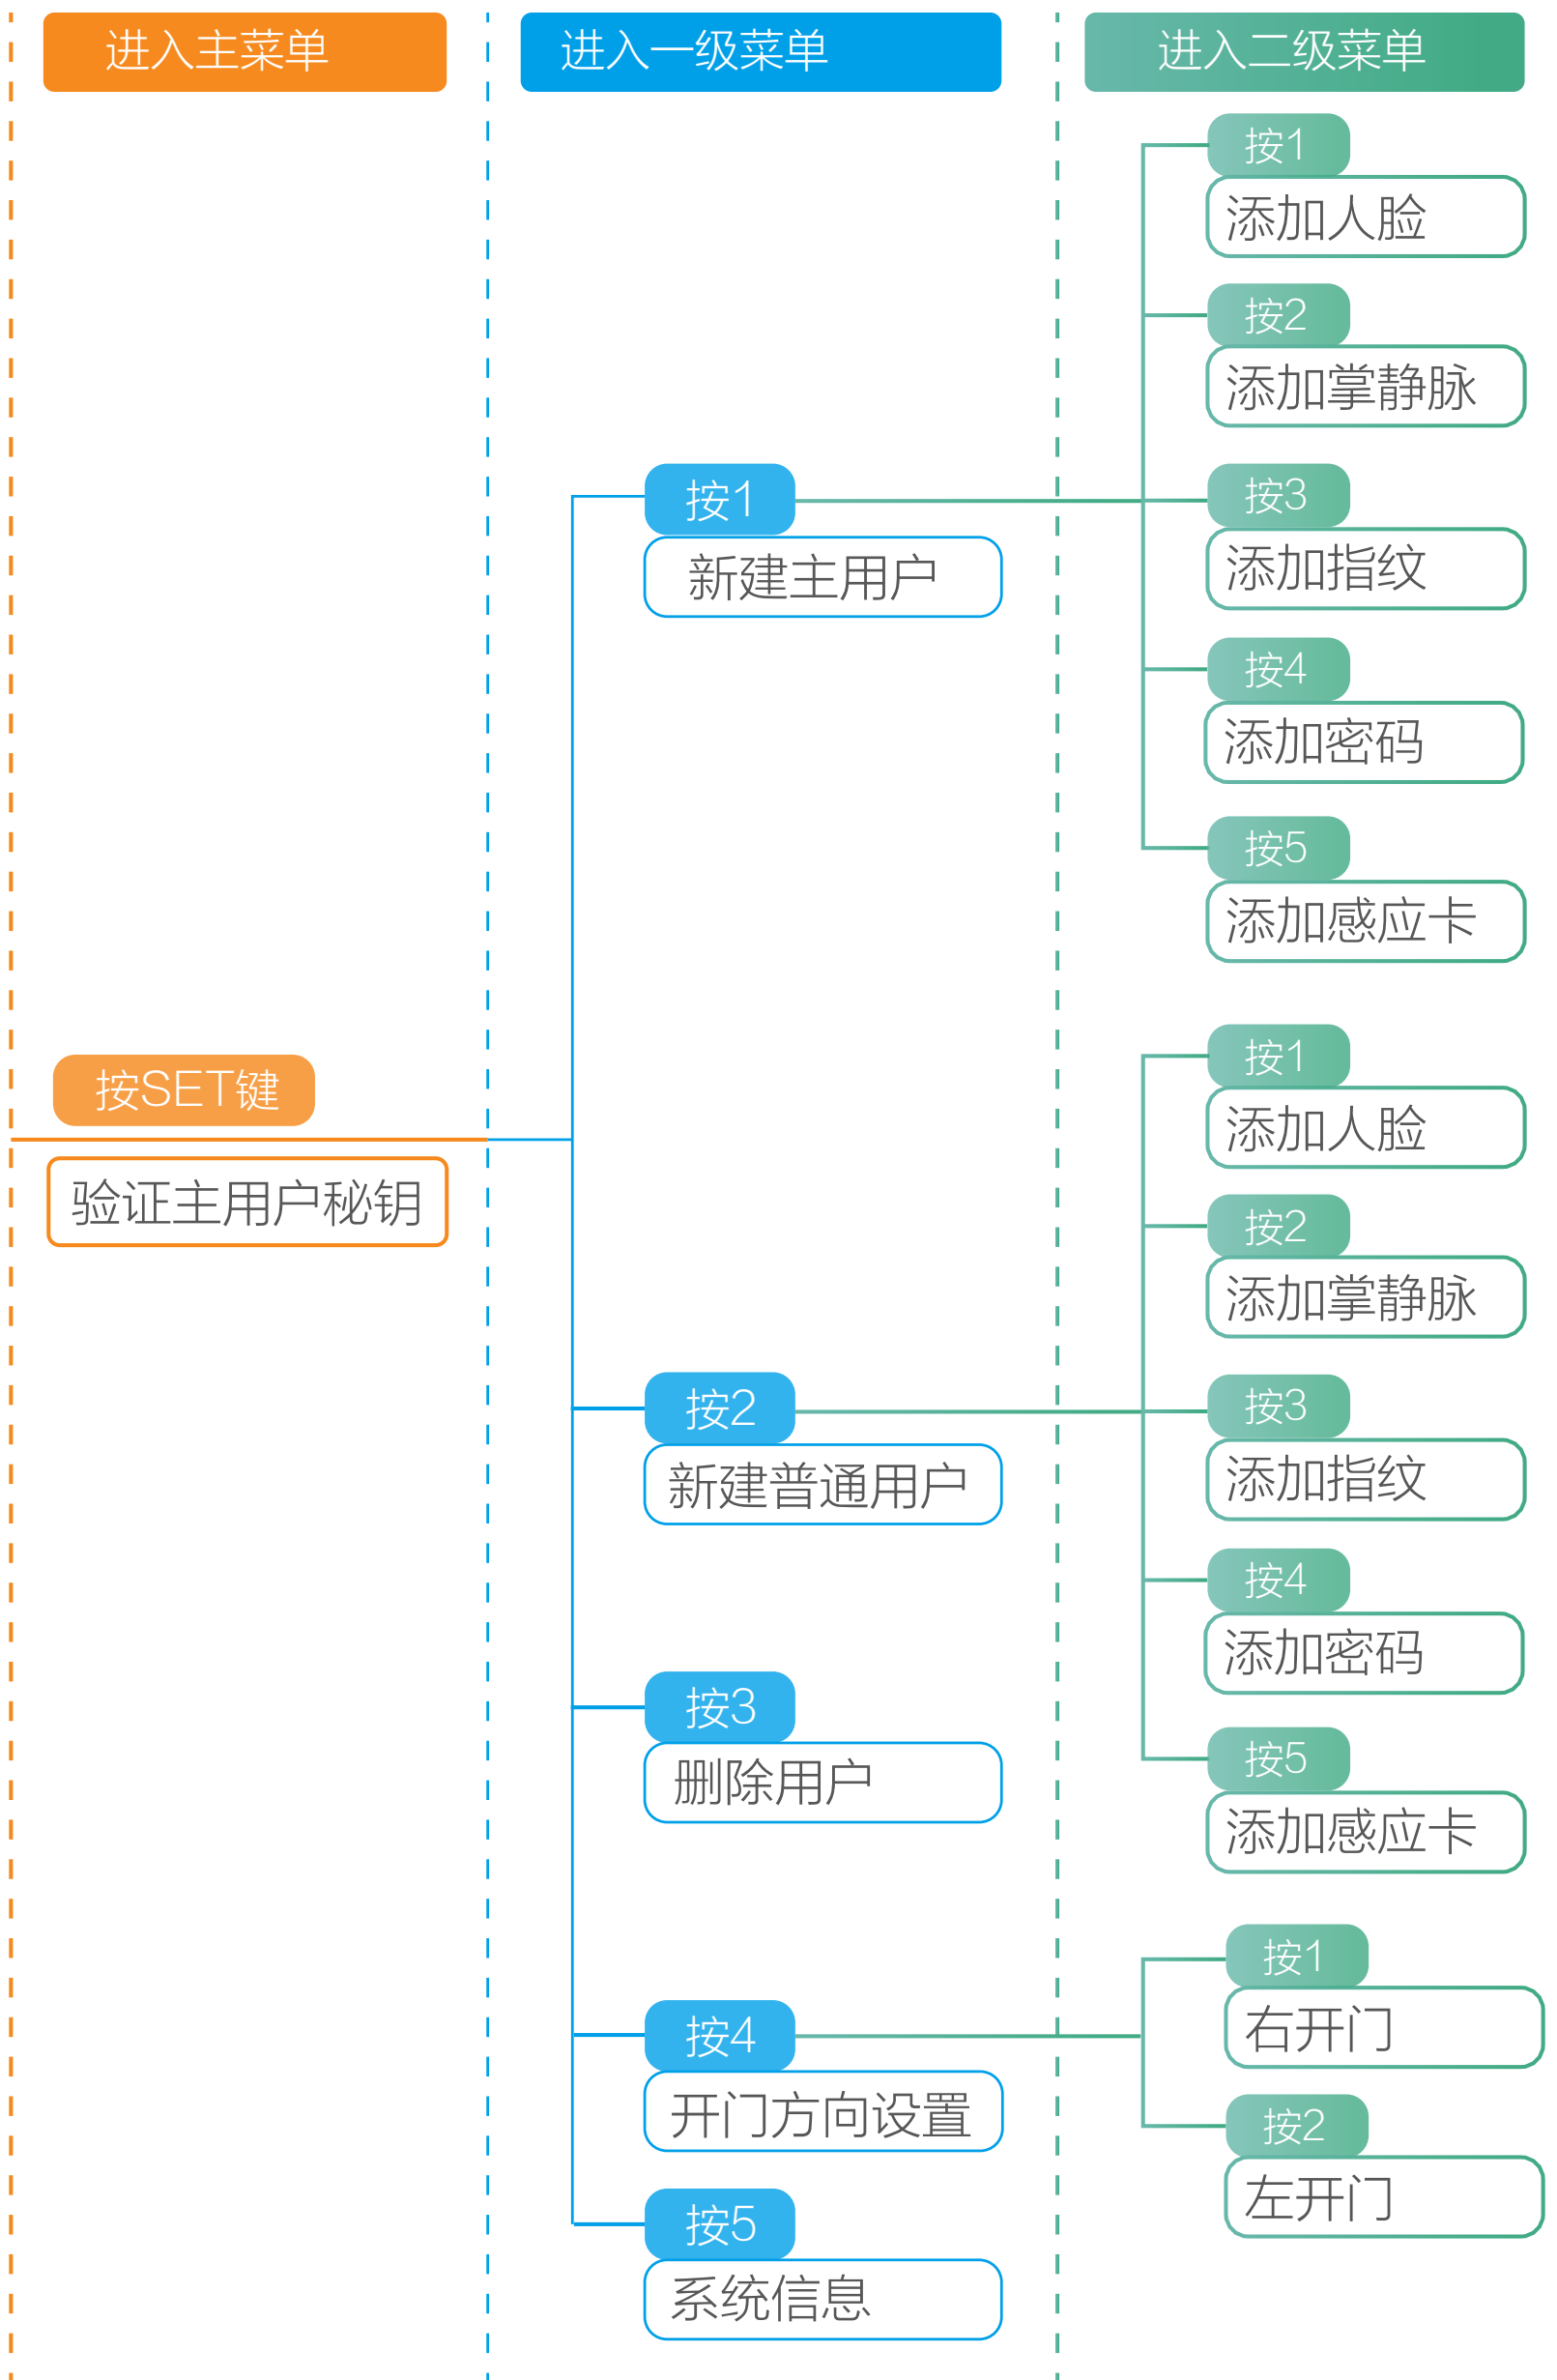 进入主菜单
进入一级菜单
进入二级菜单
按SET键
验证主用户秘钥
按1
新建主用户
按1
添加人脸
按2
添加掌静脉
按3
添加指纹
按4
添加密码
按5
添加感应卡
按2
新建普通用户
按1
添加人脸
按2
添加掌静脉
按3
添加指纹
按4
添加密码
按5
添加感应卡
按3
删除用户
按4
开门方向设置
按1
右开门
按2
左开门
按5
系统信息